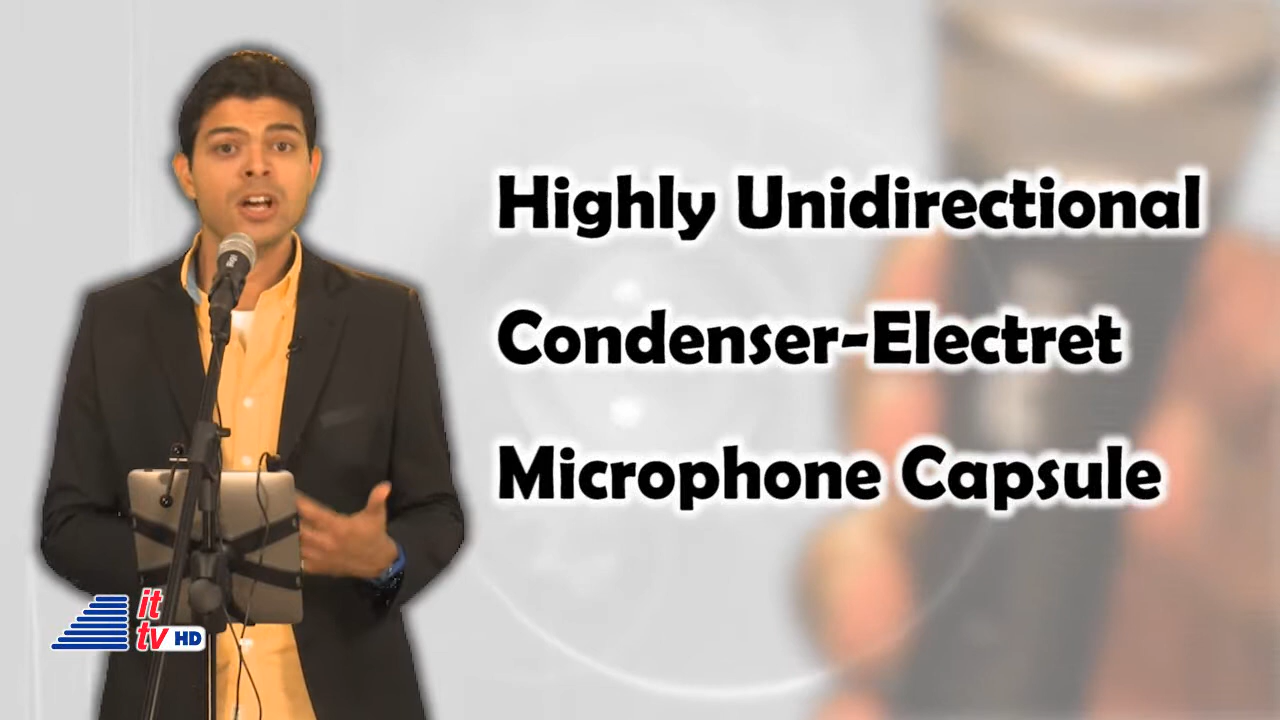 Highly Unidirectional
Condenser-Electret
Microphone Capsule
it
tv HD